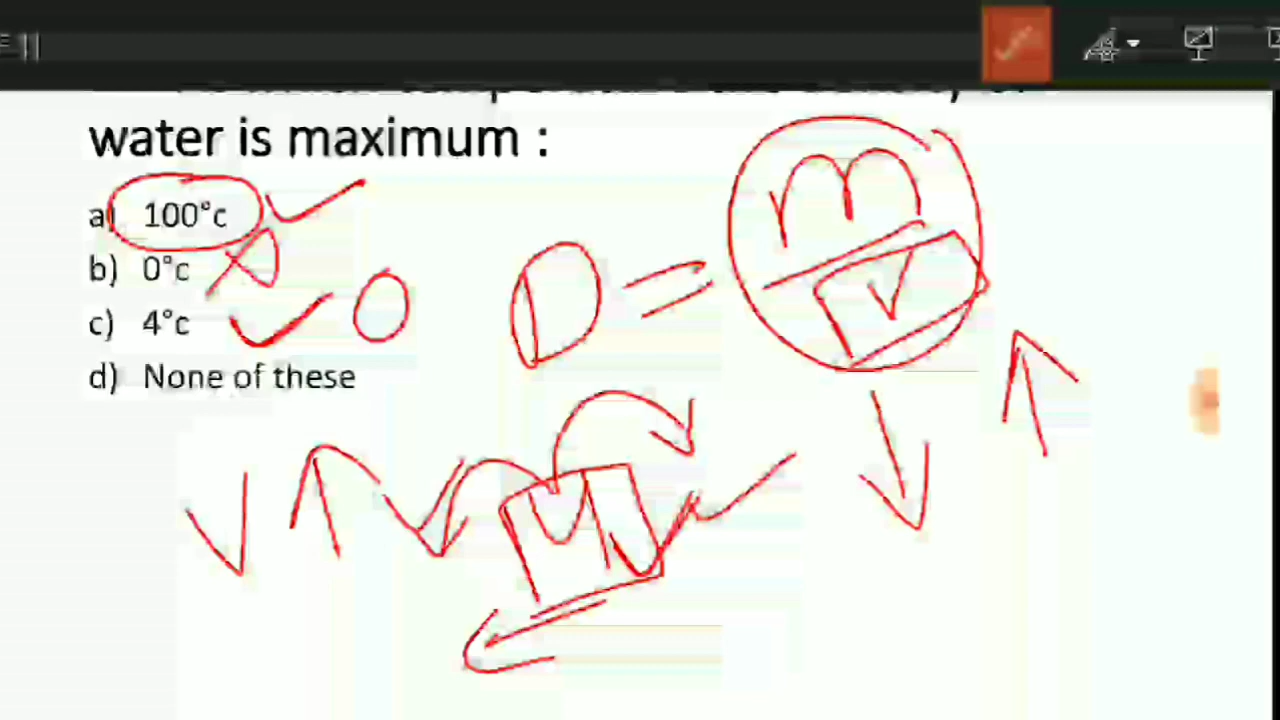 water is maximum :
a) 100°c
b) 0°c
c) 4°c
d) None of these
D = m
V
V